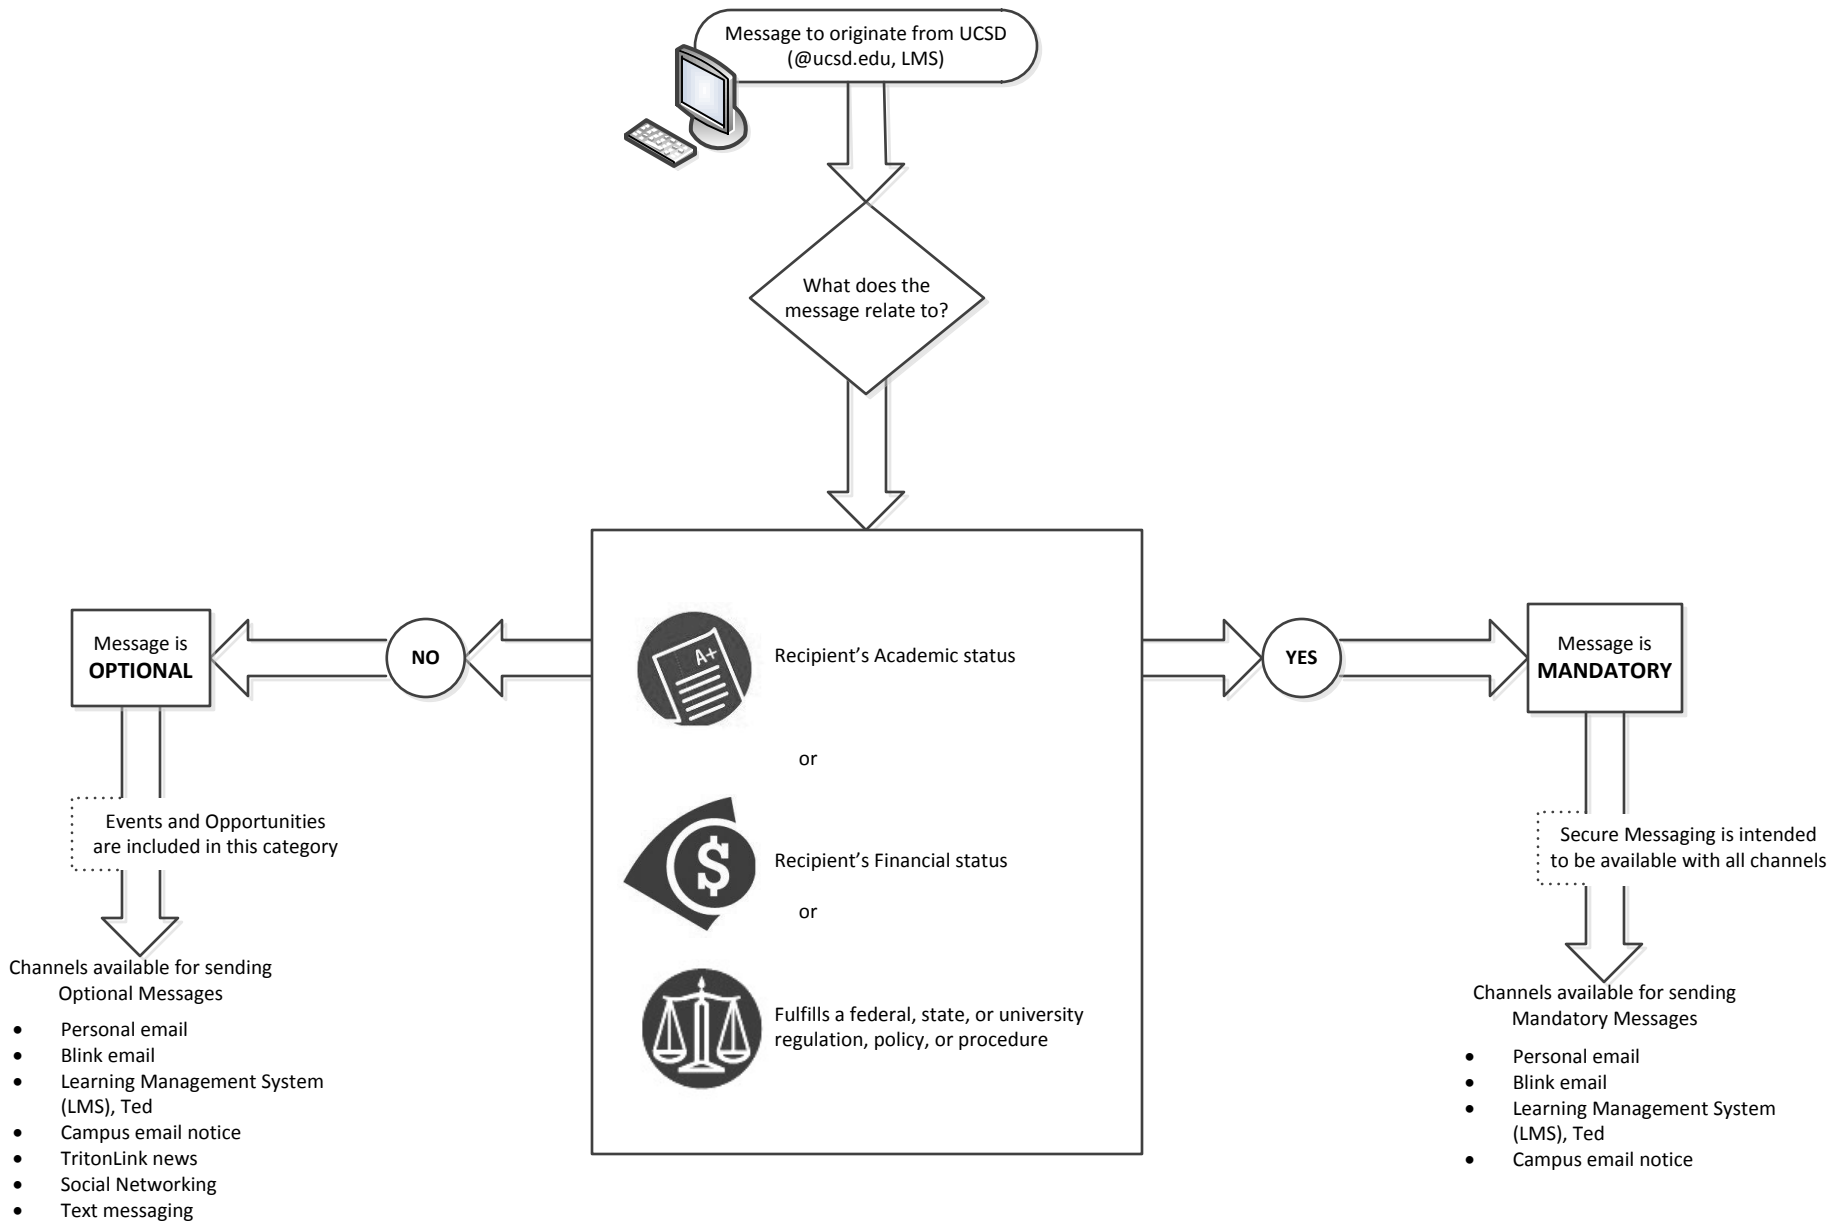 Message to originate from UCSD
(@ucsd.edu, LMS)
What does the
message relate to?
Message is
OPTIONAL
NO
A+
Recipient’s Academic status
YES
Message is
MANDATORY
or
Events and Opportunities
are included in this category
$
Recipient’s Financial status
or
Secure Messaging is intended
to be available with all channels
Fulfills a federal, state, or university
regulation, policy, or procedure
Channels available for sending
Optional Messages
• Personal email
• Blink email
• Learning Management System
(LMS), Ted
• Campus email notice
• TritonLink news
• Social Networking
• Text messaging
Channels available for sending
Mandatory Messages
• Personal email
• Blink email
• Learning Management System
(LMS), Ted
• Campus email notice